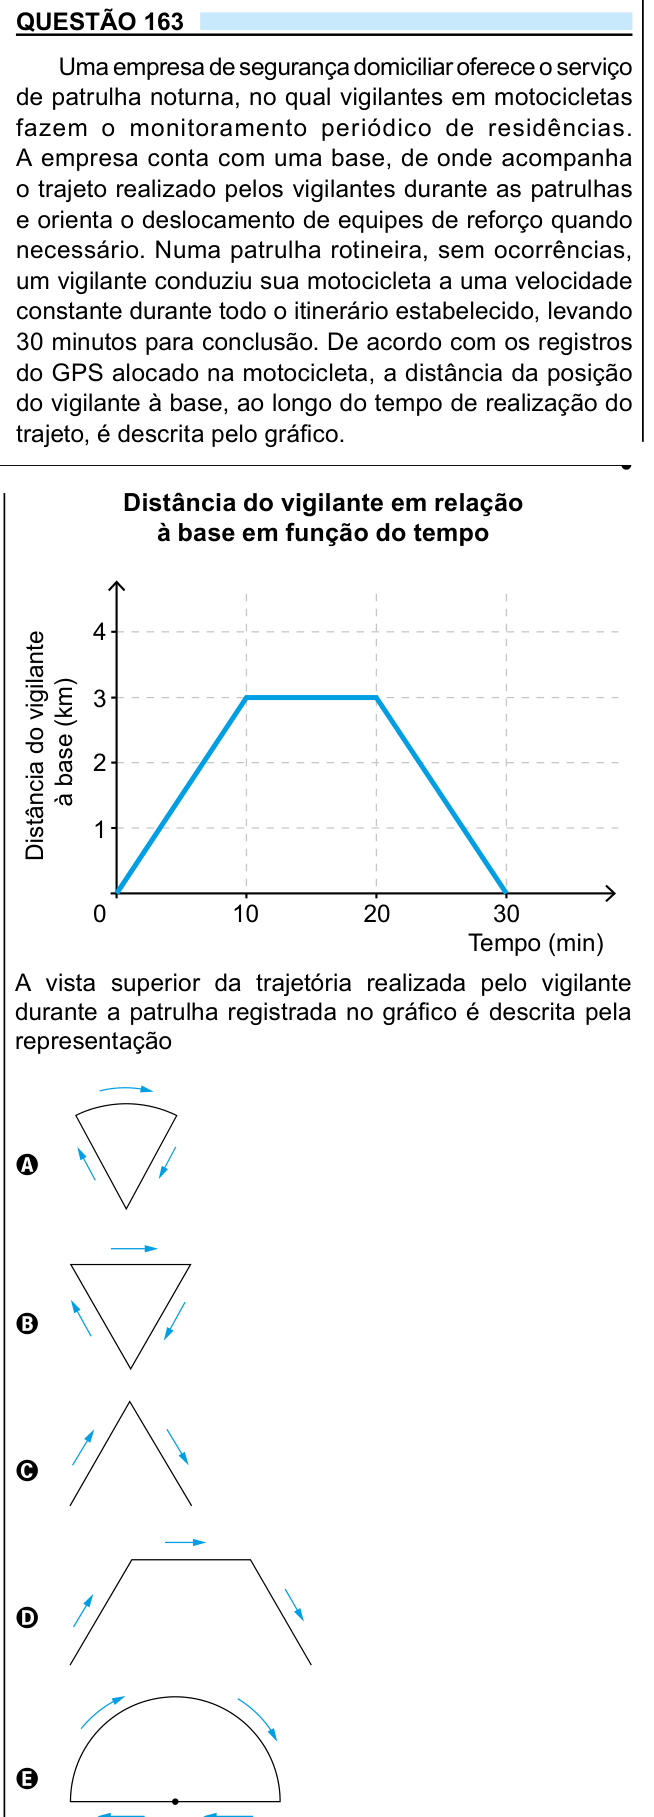 QUESTÃO 163
Uma empresa de segurança domiciliar oferece o serviço
de patrulha noturna, no qual vigilantes em motocicletas
fazem o monitoramento periódico de residências.
A empresa conta com uma base, de onde acompanha
o trajeto realizado pelos vigilantes durante as patrulhas
e orienta o deslocamento de equipes de reforço quando
necessário. Numa patrulha rotineira, sem ocorrências,
um vigilante conduziu sua motocicleta a uma velocidade
constante durante todo o itinerário estabelecido, levando
30 minutos para conclusão. De acordo com os registros
do GPS alocado na motocicleta, a distância da posição
do vigilante à base, ao longo do tempo de realização do
trajeto, é descrita pelo gráfico.
Distância do vigilante em relação
à base em função do tempo
Distância do vigilante
à base (km)
4
3
2
1
0 10 20 30
Tempo (min)
A vista superior da trajetória realizada pelo vigilante
durante a patrulha registrada no gráfico é descrita pela
representação
A
B
C
D
E